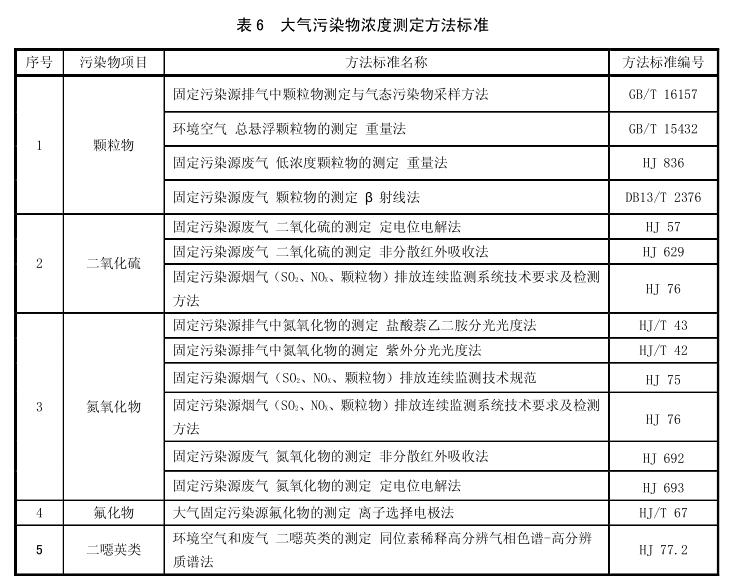 表 6　大气污染物浓度测定方法标准
序号 污染物项目 方法标准名称 方法标准编号
1 颗粒物
固定污染源排气中颗粒物测定与气态污染物采样方法 GB/T 16157
环境空气 总悬浮颗粒物的测定 重量法 GB/T 15432
固定污染源废气 低浓度颗粒物的测定 重量法 HJ 836
固定污染源废气 颗粒物的测定 β 射线法 DB13/T 2376
2 二氧化硫
固定污染源废气 二氧化硫的测定 定电位电解法 HJ 57
固定污染源废气 二氧化硫的测定 非分散红外吸收法 HJ 629
固定污染源烟气（SO₂、NOₓ、颗粒物）排放连续监测系统技术要求及检测
方法 HJ 76
3 氮氧化物
固定污染源排气中氮氧化物的测定 盐酸萘乙二胺分光光度法 HJ/T 43
固定污染源排气中氮氧化物的测定 紫外分光光度法 HJ/T 42
固定污染源烟气（SO₂、NOₓ、颗粒物）排放连续监测技术规范 HJ 75
固定污染源烟气（SO₂、NOₓ、颗粒物）排放连续监测系统技术要求及检测
方法 HJ 76
固定污染源废气 氮氧化物的测定 非分散红外吸收法 HJ 692
固定污染源废气 氮氧化物的测定 定电位电解法 HJ 693
4 氟化物 大气固定污染源氟化物的测定 离子选择电极法 HJ/T 67
5 二噁英类
环境空气和废气 二噁英类的测定 同位素稀释高分辨气相色谱-高分辨
质谱法 HJ 77.2